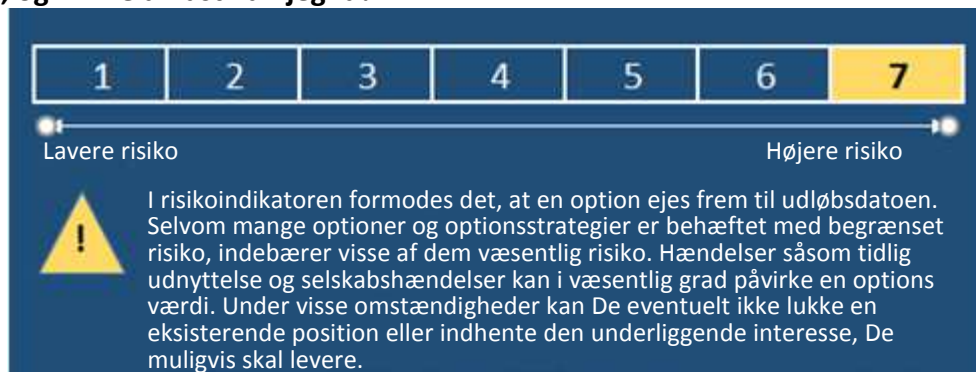 1 2 3 4 5 6 7
Lavere risiko Højere risiko
!
I risikoindikatoren formodes det, at en option ejes frem til udløbsdatoen.
Selvom mange optioner og optionsstrategier er behæftet med begrænset
risiko, indebærer visse af dem væsentlig risiko. Hændelser såsom tidlig
udnyttelse og selskabshændelser kan i væsentlig grad påvirke en options
værdi. Under visse omstændigheder kan De eventuelt ikke lukke en
eksisterende position eller indhente den underliggende interesse, De
muligvis skal levere.